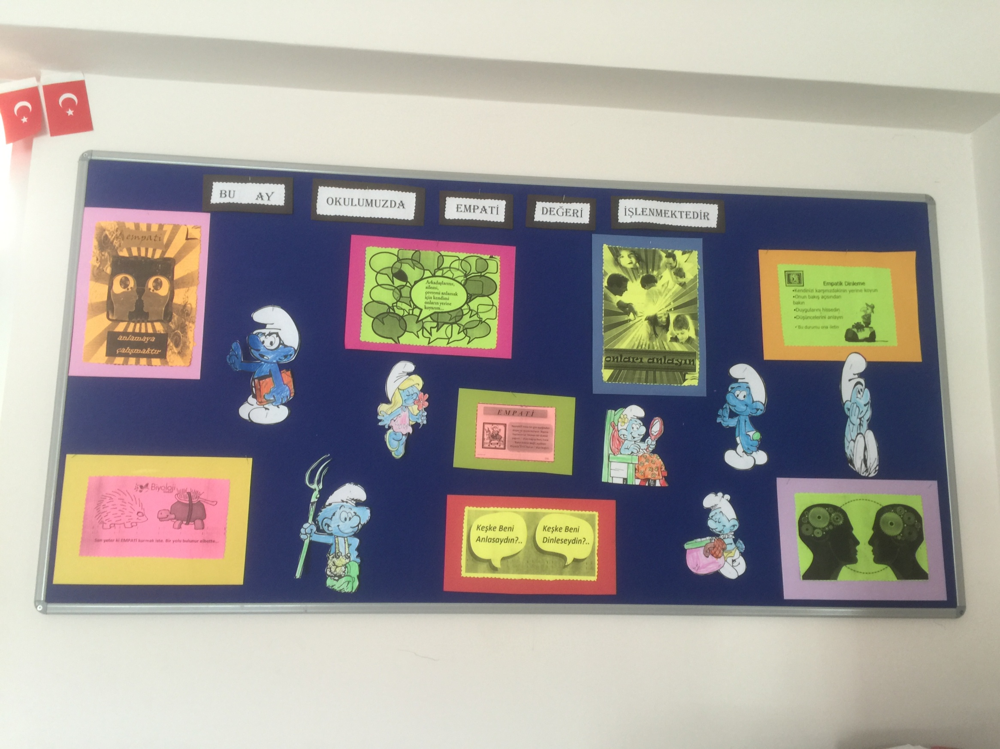 BU AY OKULUMUZDA EMPATİ DEĞERİ İŞLENMEKTEDİR
empati
anlamaya
çalışmaktır
Arkadaşlarımı,
ailemi,
çevremi anlamak
için kendimi
onların yerine
koyarım...
onları anlayın
Empatik Dinleme
•Kendinizi karşınızdakinin yerine koyun
•Onun bakış açısından
bakın
•Duygularını hissedin
•Düşüncelerini anlayın
✓Bu durumu ona iletin
EMPATİ
Biyoloji
Sen yeter ki EMPATİ kurmak iste. Bir yolu bulunur elbette...
Keşke Beni
Anlasaydın?..
Keşke Beni
Dinleseydin?..